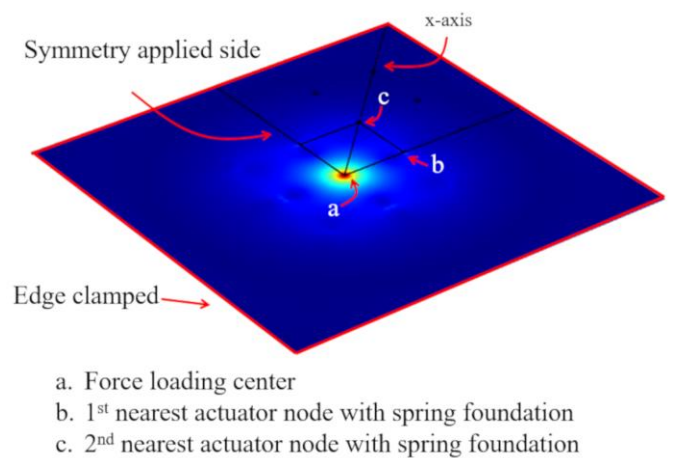 x-axis
Symmetry applied side
c
b
a
Edge clamped
a. Force loading center
b. 1st nearest actuator node with spring foundation
c. 2nd nearest actuator node with spring foundation